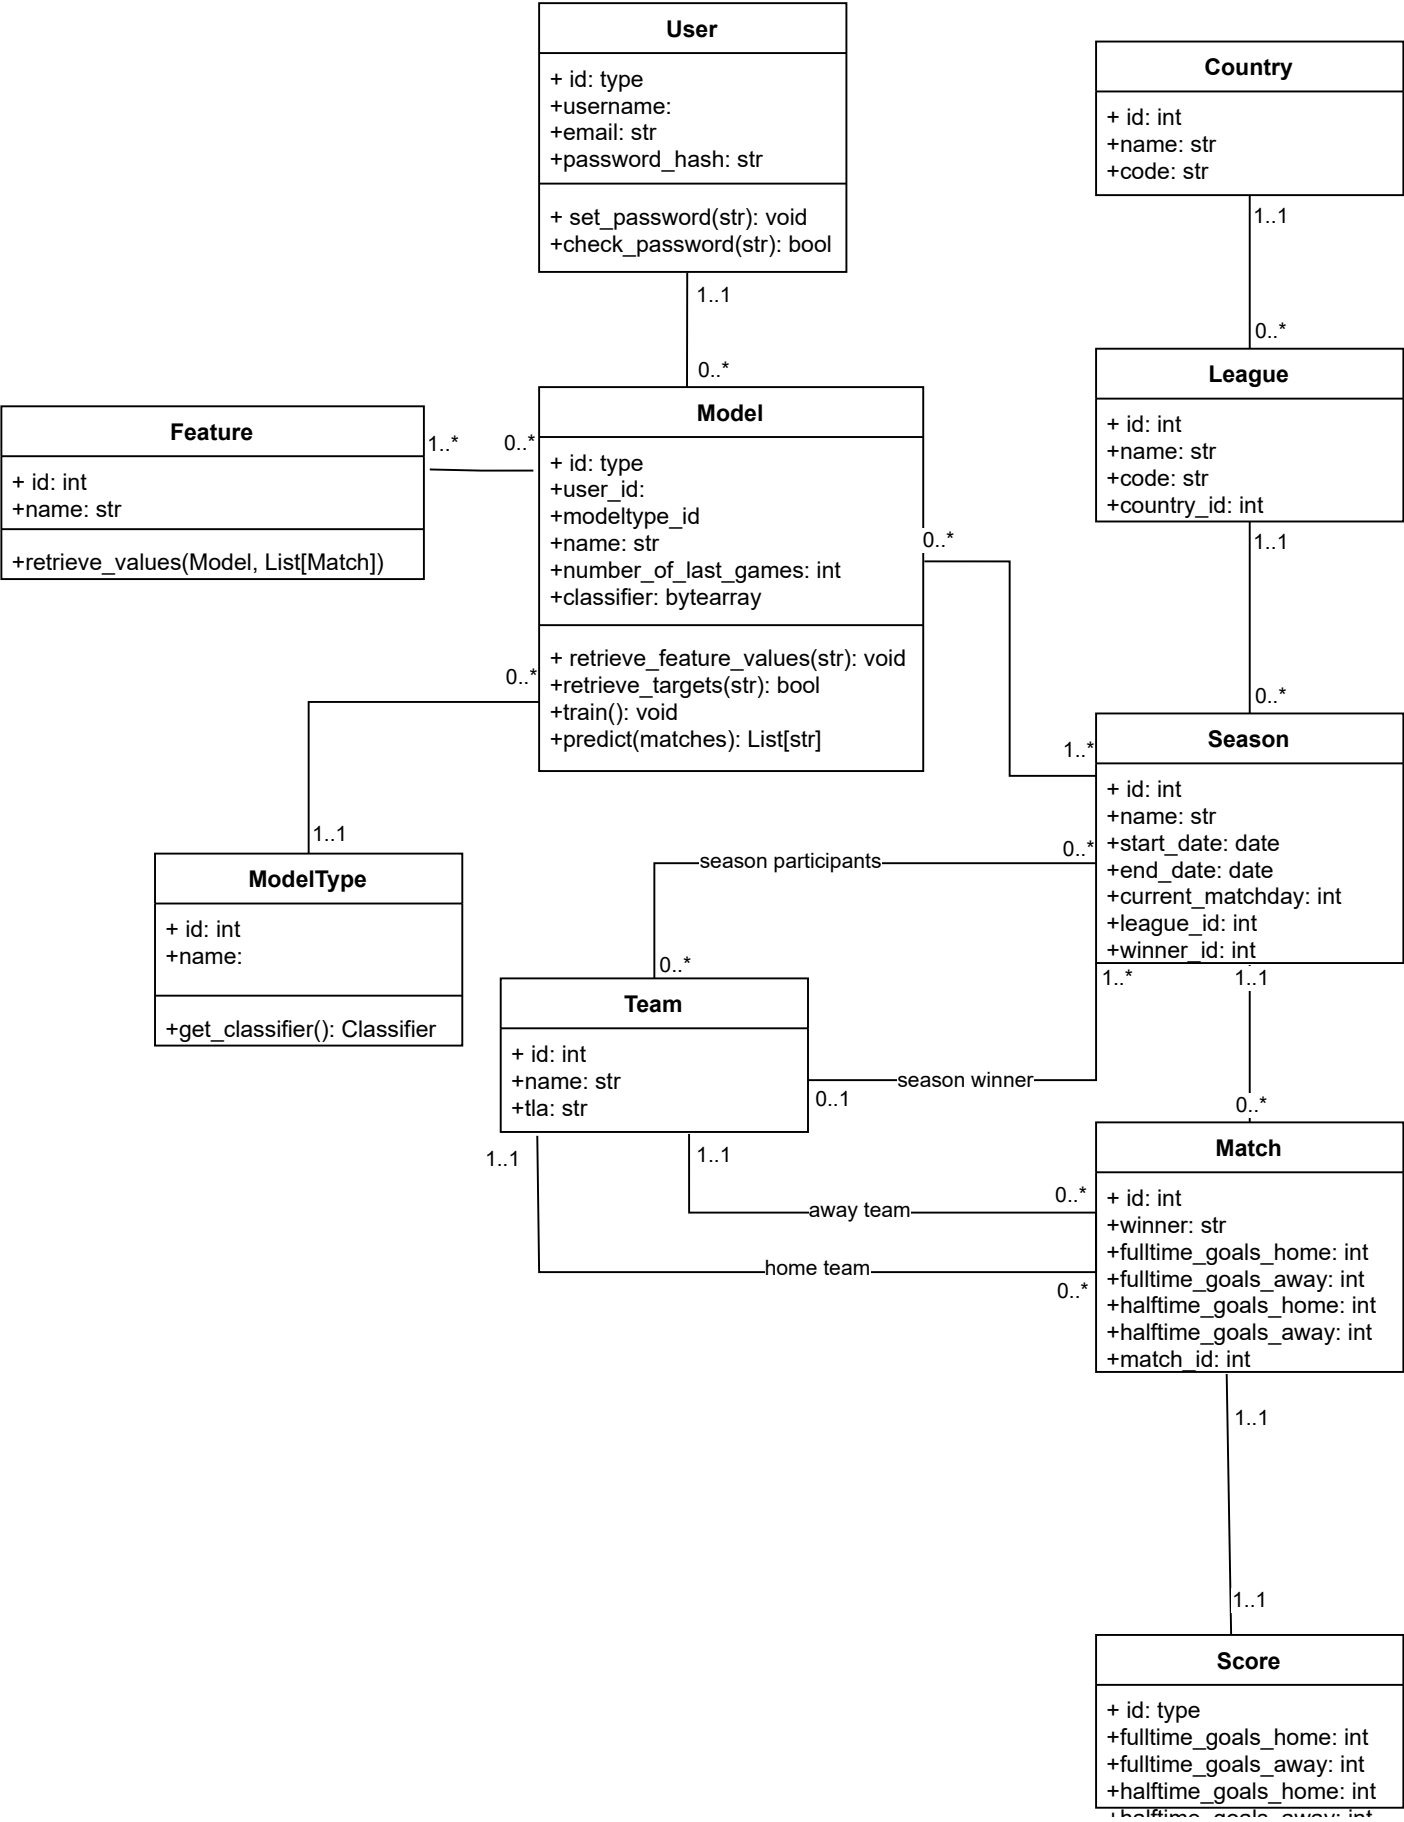 User
+ id: type
+username:
+email: str
+password_hash: str
+ set_password(str): void
+check_password(str): bool
Country
+ id: int
+name: str
+code: str
1..1
0..*
1..1
0..*
League
+ id: int
+name: str
+code: str
+country_id: int
Feature
+ id: int
+name: str
+retrieve_values(Model, List[Match])
1..*
0..*
Model
+ id: type
+user_id:
+modeltype_id
+name: str
+number_of_last_games: int
+classifier: bytearray
+ retrieve_feature_values(str): void
+retrieve_targets(str): bool
+train(): void
+predict(matches): List[str]
0..*
1..*
1..1
0..*
0..*
1..1
ModelType
+ id: int
+name:
+get_classifier(): Classifier
Season
+ id: int
+name: str
+start_date: date
+end_date: date
+current_matchday: int
+league_id: int
+winner_id: int
season participants
0..*
0..*
Team
+ id: int
+name: str
+tla: str
1..*
season winner
0..1
1..1
0..*
1..1
1..1
away team
0..*
home team
0..*
Match
+ id: int
+winner: str
+fulltime_goals_home: int
+fulltime_goals_away: int
+halftime_goals_home: int
+halftime_goals_away: int
+match_id: int
1..1
1..1
Score
+ id: type
+fulltime_goals_home: int
+fulltime_goals_away: int
+halftime_goals_home: int
+halftime_goals_away: int